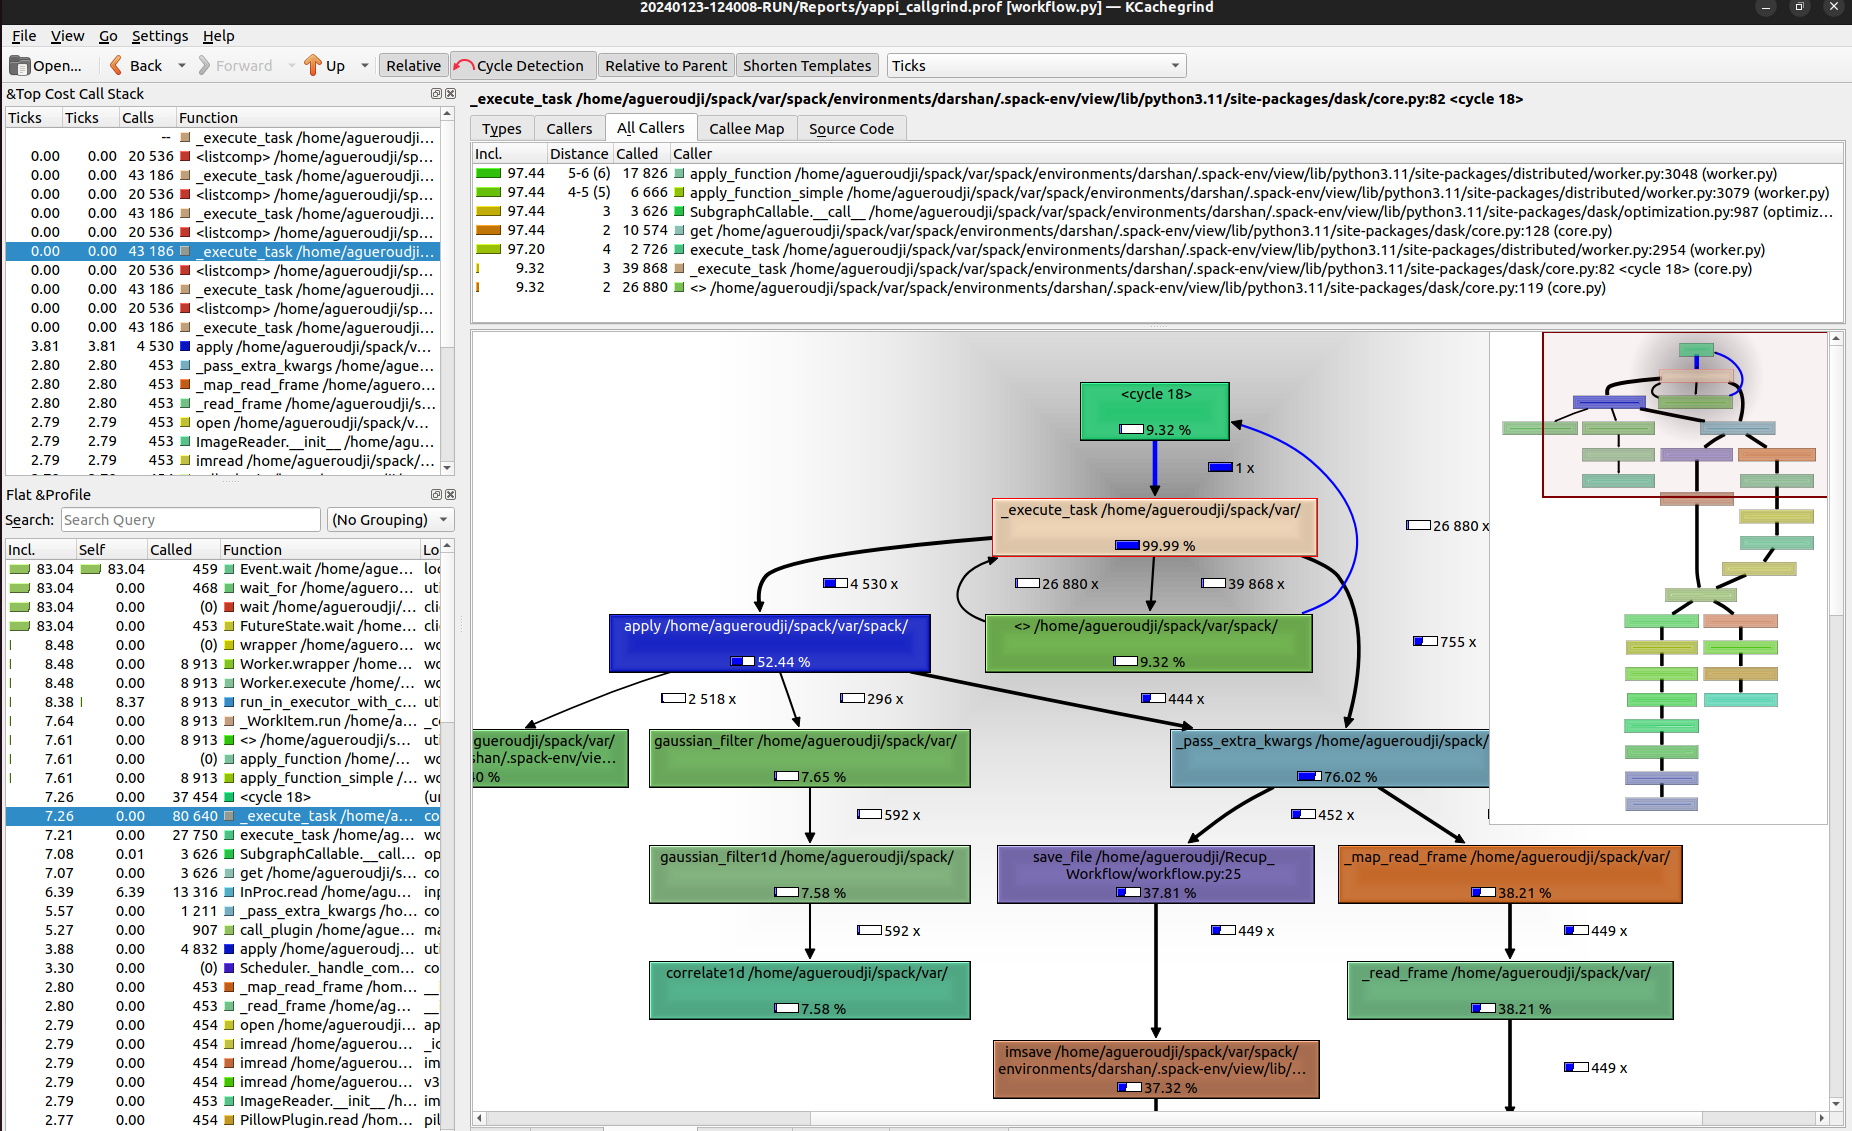 20240123-124008-RUN/Reports/yappi_callgrind.prof [workflow.py] — KCachegrind
File View Go Settings Help
Open... Back Forward Up Relative Cycle Detection Relative to Parent Shorten Templates Ticks
&Top Cost Call Stack
Ticks Ticks Calls Function
-- _execute_task /home/agueroudji...
0.00 0.00 20 536 <listcomp> /home/agueroudji/sp...
0.00 0.00 43 186 _execute_task /home/agueroudji...
0.00 0.00 20 536 <listcomp> /home/agueroudji/sp...
0.00 0.00 43 186 _execute_task /home/agueroudji...
0.00 0.00 20 536 <listcomp> /home/agueroudji/sp...
0.00 0.00 43 186 _execute_task /home/agueroudji...
0.00 0.00 20 536 <listcomp> /home/agueroudji/sp...
0.00 0.00 43 186 _execute_task /home/agueroudji...
0.00 0.00 20 536 <listcomp> /home/agueroudji/sp...
0.00 0.00 43 186 _execute_task /home/agueroudji...
3.81 3.81 4 530 apply /home/agueroudji/spack/v...
2.80 2.80 453 _pass_extra_kwargs /home/ague...
2.80 2.80 453 _map_read_frame /home/aguero...
2.80 2.80 453 _read_frame /home/agueroudji/s...
2.79 2.79 453 open /home/agueroudji/spack/va...
2.79 2.79 453 ImageReader.__init__ /home/agu...
2.79 2.79 453 imread /home/agueroudji/spack/...
Flat &Profile
Search: Search Query (No Grouping)
Incl. Self Called Function Lo
83.04 83.04 459 Event.wait /home/ague... loc
83.04 0.00 468 wait_for /home/aguero... uti
83.04 0.00 (0) wait /home/agueroudji/... cli
83.04 0.00 453 FutureState.wait /home... cli
8.48 0.00 (0) wrapper /home/aguero... wo
8.48 0.00 8 913 Worker.wrapper /home... wo
8.48 0.00 8 913 Worker.execute /home/... wo
8.38 8.37 8 913 run_in_executor_with_c... uti
7.64 0.00 8 913 _WorkItem.run /home/a... _co
7.61 0.00 8 913 <> /home/agueroudji/s... uti
7.61 0.00 (0) apply_function /home/... wo
7.61 0.00 8 913 apply_function_simple /... wo
7.26 0.00 37 454 <cycle 18> (ur
7.26 0.00 80 640 _execute_task /home/a... co
7.21 0.00 27 750 execute_task /home/ag... wo
7.08 0.01 3 626 SubgraphCallable.__call... op
7.07 0.00 3 626 get /home/agueroudji/s... co
6.39 6.39 13 316 InProc.read /home/agu... inp
5.57 0.00 1 211 _pass_extra_kwargs /ho... co
5.27 0.00 907 call_plugin /home/ague... ma
3.88 0.00 4 832 apply /home/agueroudj... uti
3.30 0.00 (0) Scheduler._handle_com... co
2.80 0.00 453 _map_read_frame /hom... __
2.80 0.00 453 _read_frame /home/ag... __
2.79 0.00 454 open /home/agueroudji... ap
2.79 0.00 454 imread /home/aguerou... _io
2.79 0.00 454 imread /home/aguerou... im
2.79 0.00 454 imread /home/aguerou... v3
2.79 0.00 453 ImageReader.__init__ /h... im
2.77 0.00 454 PillowPlugin.read /hom... pil
_execute_task /home/agueroudji/spack/var/spack/environments/darshan/.spack-env/view/lib/python3.11/site-packages/dask/core.py:82 <cycle 18>
Types Callers All Callers Callee Map Source Code
Incl. Distance Called Caller
97.44 5-6 (6) 17 826 apply_function /home/agueroudji/spack/var/spack/environments/darshan/.spack-env/view/lib/python3.11/site-packages/distributed/worker.py:3048 (worker.py)
97.44 4-5 (5) 6 666 apply_function_simple /home/agueroudji/spack/var/spack/environments/darshan/.spack-env/view/lib/python3.11/site-packages/distributed/worker.py:3079 (worker.py)
97.44 3 3 626 SubgraphCallable.__call__ /home/agueroudji/spack/var/spack/environments/darshan/.spack-env/view/lib/python3.11/site-packages/dask/optimization.py:987 (optimiz...
97.44 2 10 574 get /home/agueroudji/spack/var/spack/environments/darshan/.spack-env/view/lib/python3.11/site-packages/dask/core.py:128 (core.py)
97.20 4 2 726 execute_task /home/agueroudji/spack/var/spack/environments/darshan/.spack-env/view/lib/python3.11/site-packages/distributed/worker.py:2954 (worker.py)
9.32 3 39 868 _execute_task /home/agueroudji/spack/var/spack/environments/darshan/.spack-env/view/lib/python3.11/site-packages/dask/core.py:82 <cycle 18> (core.py)
9.32 2 26 880 <> /home/agueroudji/spack/var/spack/environments/darshan/.spack-env/view/lib/python3.11/site-packages/dask/core.py:119 (core.py)
<cycle 18>
9.32 %
1 x
_execute_task /home/agueroudji/spack/var/
99.99 %
26 880 x
4 530 x
26 880 x
39 868 x
apply /home/agueroudji/spack/var/spack/
52.44 %
<> /home/agueroudji/spack/var/spack/
9.32 %
755 x
2 518 x
296 x
444 x
gueroudji/spack/var/
shan/.spack-env/vie...
40 %
gaussian_filter /home/agueroudji/spack/var/
7.65 %
_pass_extra_kwargs /home/agueroudji/spack/
76.02 %
592 x
452 x
gaussian_filter1d /home/agueroudji/spack/
7.58 %
save_file /home/agueroudji/Recup_
Workflow/workflow.py:25
37.81 %
_map_read_frame /home/agueroudji/spack/var/
38.21 %
592 x
449 x
449 x
correlate1d /home/agueroudji/spack/var/
7.58 %
_read_frame /home/agueroudji/spack/var/
38.21 %
imsave /home/agueroudji/spack/var/spack/
environments/darshan/.spack-env/view/lib/...
37.32 %
449 x